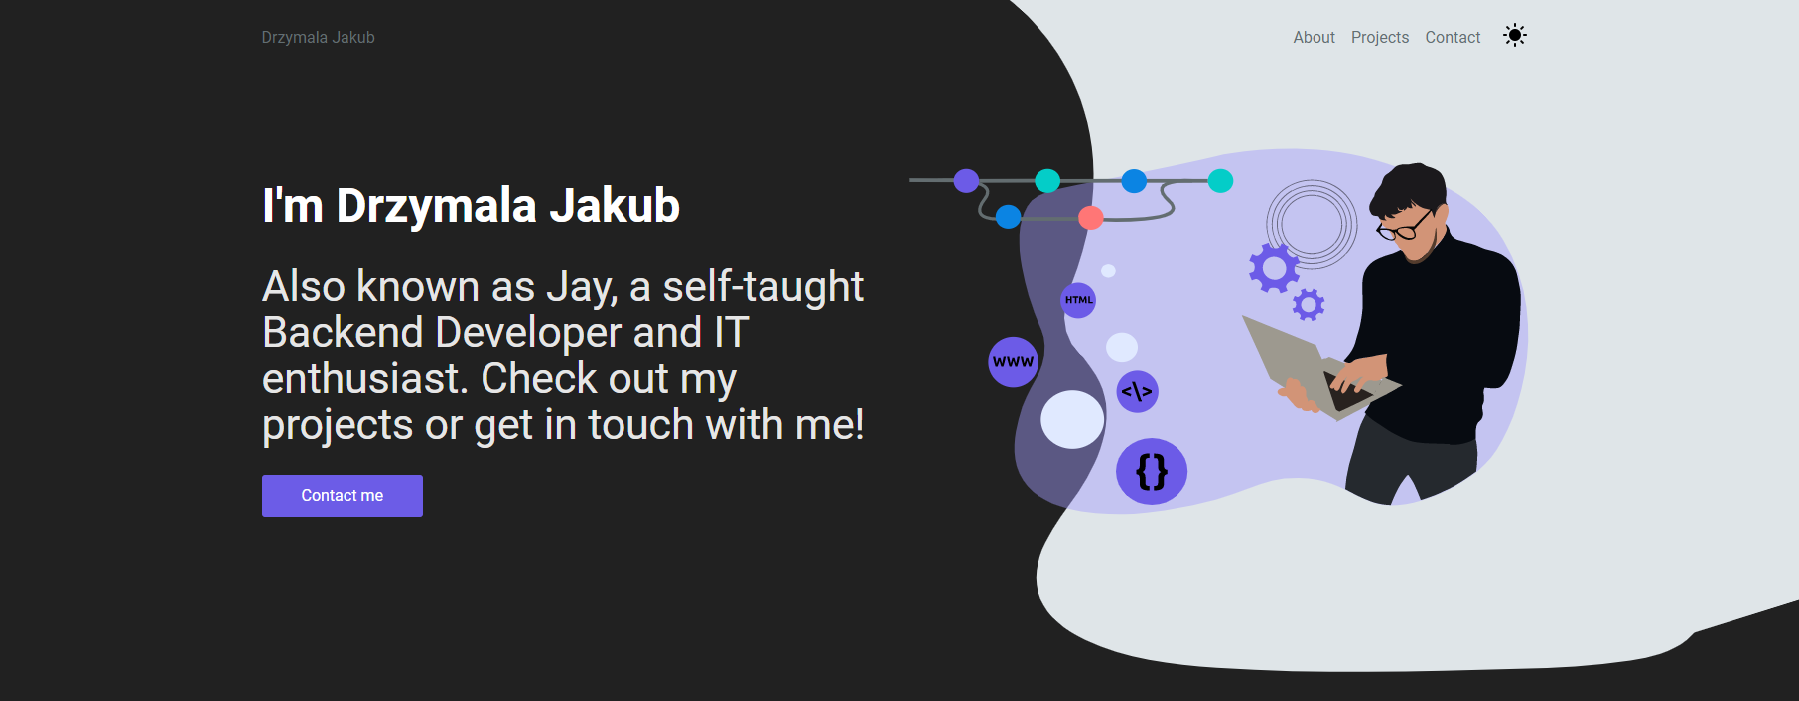 Drzymala Jakub
About Projects Contact
I'm Drzymala Jakub
Also known as Jay, a self-taught
Backend Developer and IT
enthusiast. Check out my
projects or get in touch with me!
Contact me
HTML
WWW
</>
{}